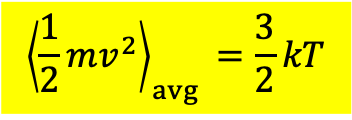 ⟨1/2 mv²⟩avg = 3/2 kT